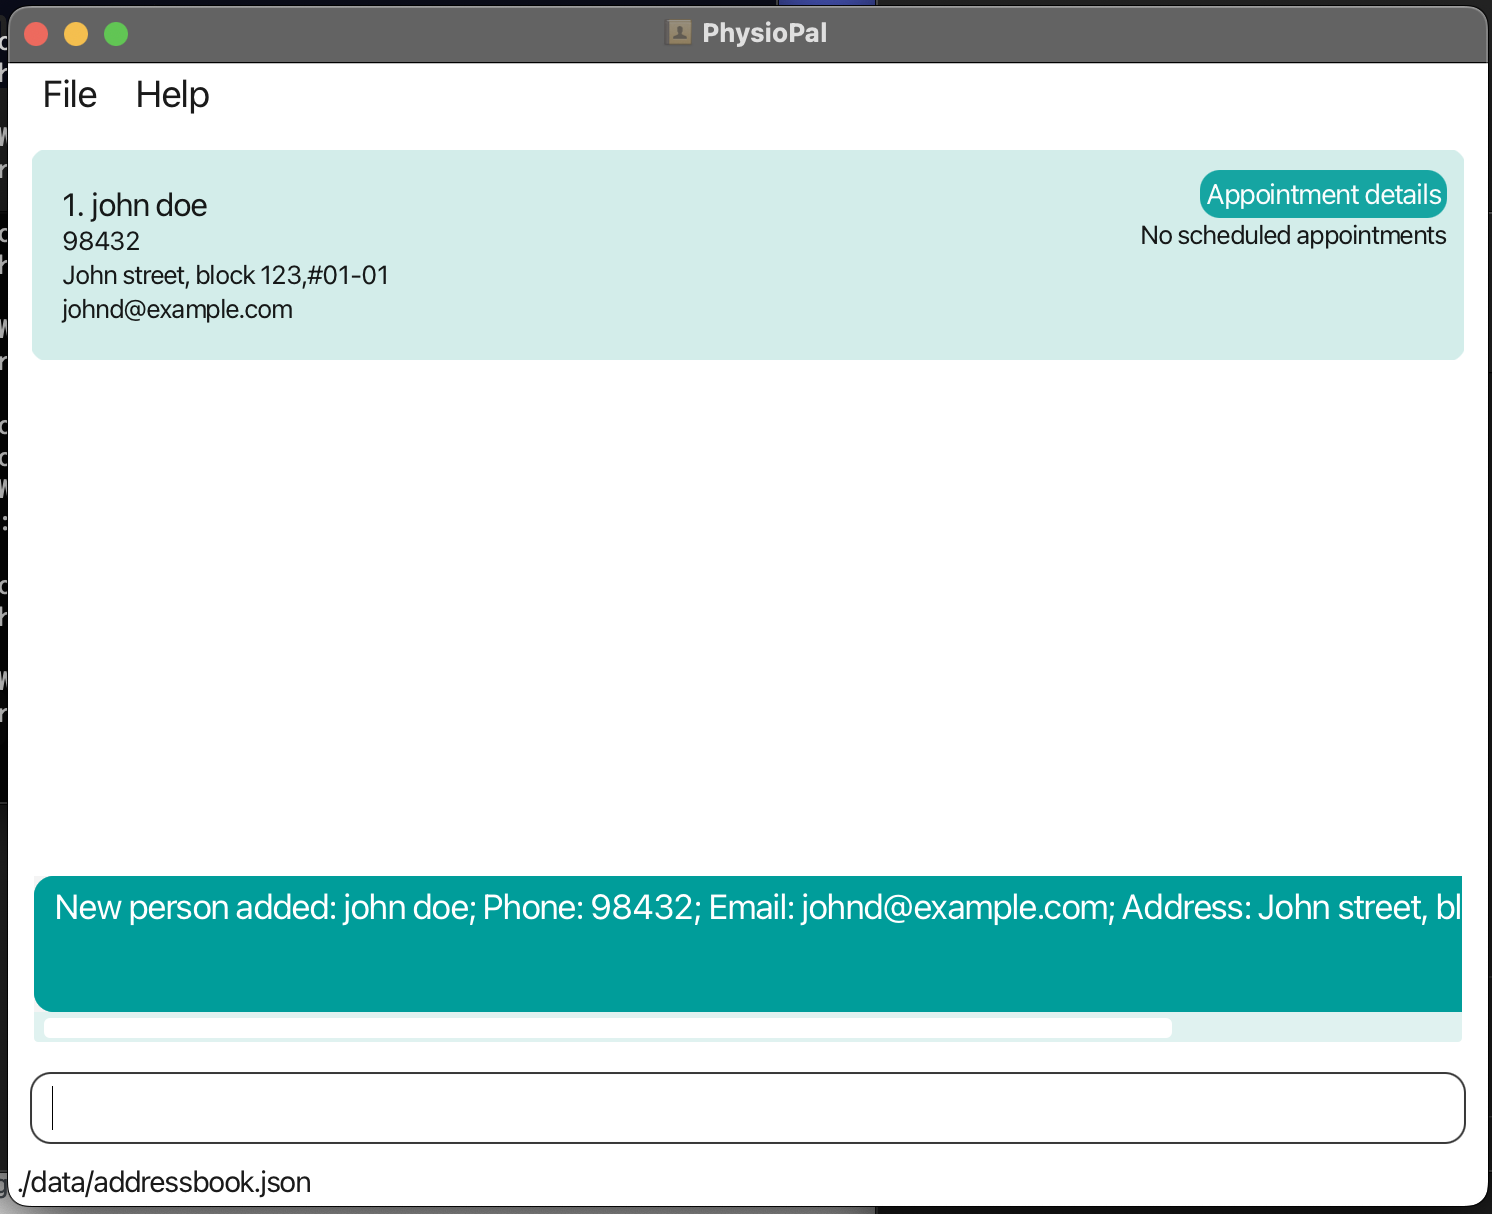 PhysioPal
File Help
1. john doe
98432
John street, block 123,#01-01
johnd@example.com
Appointment details
No scheduled appointments
New person added: john doe; Phone: 98432; Email: johnd@example.com; Address: John street, bl
./data/addressbook.json